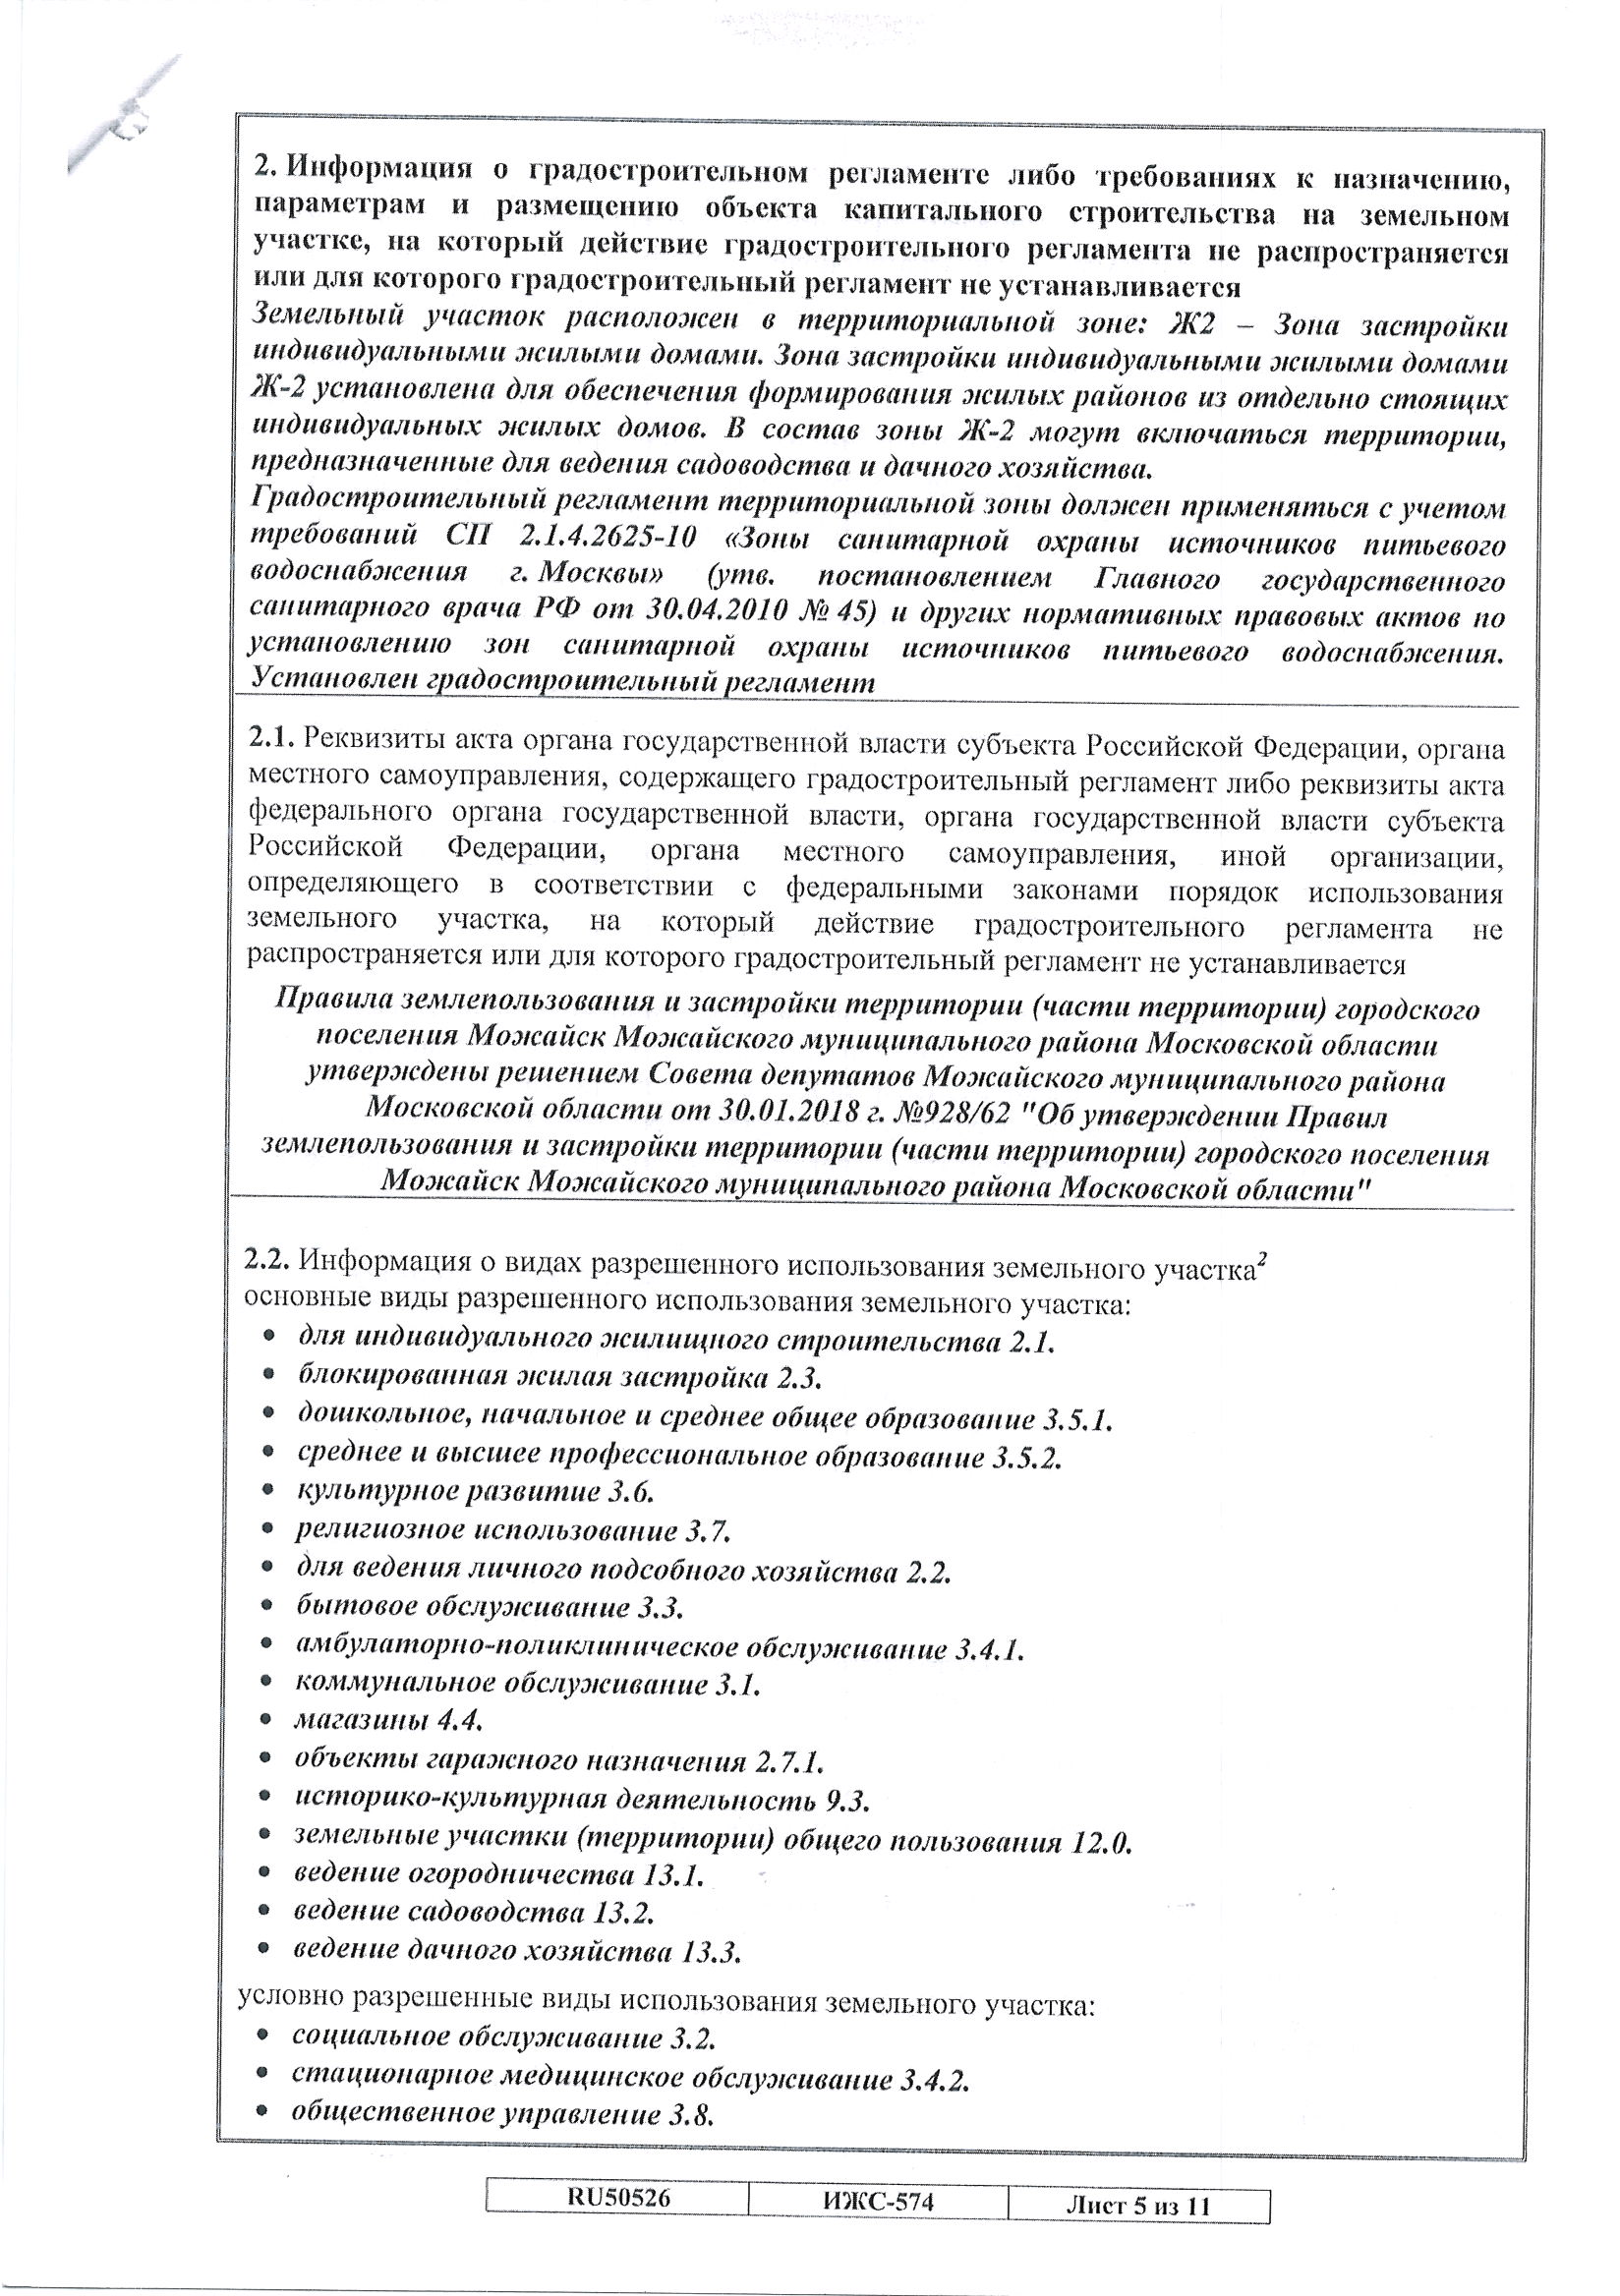 2. Информация о градостроительном регламенте либо требованиях к назначению,
параметрам и размещению объекта капитального строительства на земельном
участке, на который действие градостроительного регламента не распространяется
или для которого градостроительный регламент не устанавливается
Земельный участок расположен в территориальной зоне: Ж2 – Зона застройки
индивидуальными жилыми домами. Зона застройки индивидуальными жилыми домами
Ж-2 установлена для обеспечения формирования жилых районов из отдельно стоящих
индивидуальных жилых домов. В состав зоны Ж-2 могут включаться территории,
предназначенные для ведения садоводства и дачного хозяйства.
Градостроительный регламент территориальной зоны должен применяться с учетом
требований СП 2.1.4.2625-10 «Зоны санитарной охраны источников питьевого
водоснабжения г. Москвы» (утв. постановлением Главного государственного
санитарного врача РФ от 30.04.2010 № 45) и других нормативных правовых актов по
установлению зон санитарной охраны источников питьевого водоснабжения.
Установлен градостроительный регламент
2.1. Реквизиты акта органа государственной власти субъекта Российской Федерации, органа
местного самоуправления, содержащего градостроительный регламент либо реквизиты акта
федерального органа государственной власти, органа государственной власти субъекта
Российской Федерации, органа местного самоуправления, иной организации,
определяющего в соответствии с федеральными законами порядок использования
земельного участка, на который действие градостроительного регламента не
распространяется или для которого градостроительный регламент не устанавливается
Правила землепользования и застройки территории (части территории) городского
поселения Можайск Можайского муниципального района Московской области
утверждены решением Совета депутатов Можайского муниципального района
Московской области от 30.01.2018 г. №928/62 "Об утверждении Правил
землепользования и застройки территории (части территории) городского поселения
Можайск Можайского муниципального района Московской области"
2.2. Информация о видах разрешенного использования земельного участка²
основные виды разрешенного использования земельного участка:
• для индивидуального жилищного строительства 2.1.
• блокированная жилая застройка 2.3.
• дошкольное, начальное и среднее общее образование 3.5.1.
• среднее и высшее профессиональное образование 3.5.2.
• культурное развитие 3.6.
• религиозное использование 3.7.
• для ведения личного подсобного хозяйства 2.2.
• бытовое обслуживание 3.3.
• амбулаторно-поликлиническое обслуживание 3.4.1.
• коммунальное обслуживание 3.1.
• магазины 4.4.
• объекты гаражного назначения 2.7.1.
• историко-культурная деятельность 9.3.
• земельные участки (территории) общего пользования 12.0.
• ведение огородничества 13.1.
• ведение садоводства 13.2.
• ведение дачного хозяйства 13.3.
условно разрешенные виды использования земельного участка:
• социальное обслуживание 3.2.
• стационарное медицинское обслуживание 3.4.2.
• общественное управление 3.8.
RU50526 ИЖС-574 Лист 5 из 11